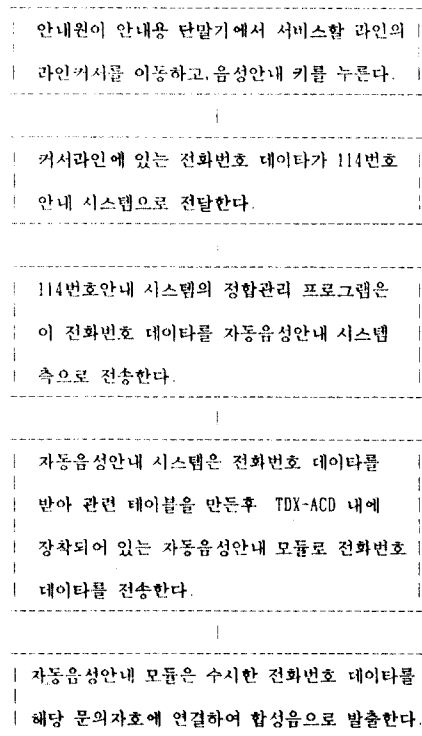 안내원이 안내용 단말기에서 서비스할 라인의
라인커서를 이동하고,음성안내 키를 누른다.
커서라인에 있는 전화번호 데이타가 114번호
안내 시스템으로 전달한다.
114번호안내 시스템의 정합관리 프로그램은
이 전화번호 데이타를 자동음성안내 시스템
측으로 전송한다.
자동음성안내 시스템은 전화번호 데이타를
받아 관련 테이블을 만든후 TDX-ACD 내에
장착되어 있는 자동음성안내 모듈로 전화번호
데이타를 전송한다.
자동음성안내 모듈은 수시한 전화번호 데이타를
해당 문의자호에 연결하여 합성음으로 발출한다.